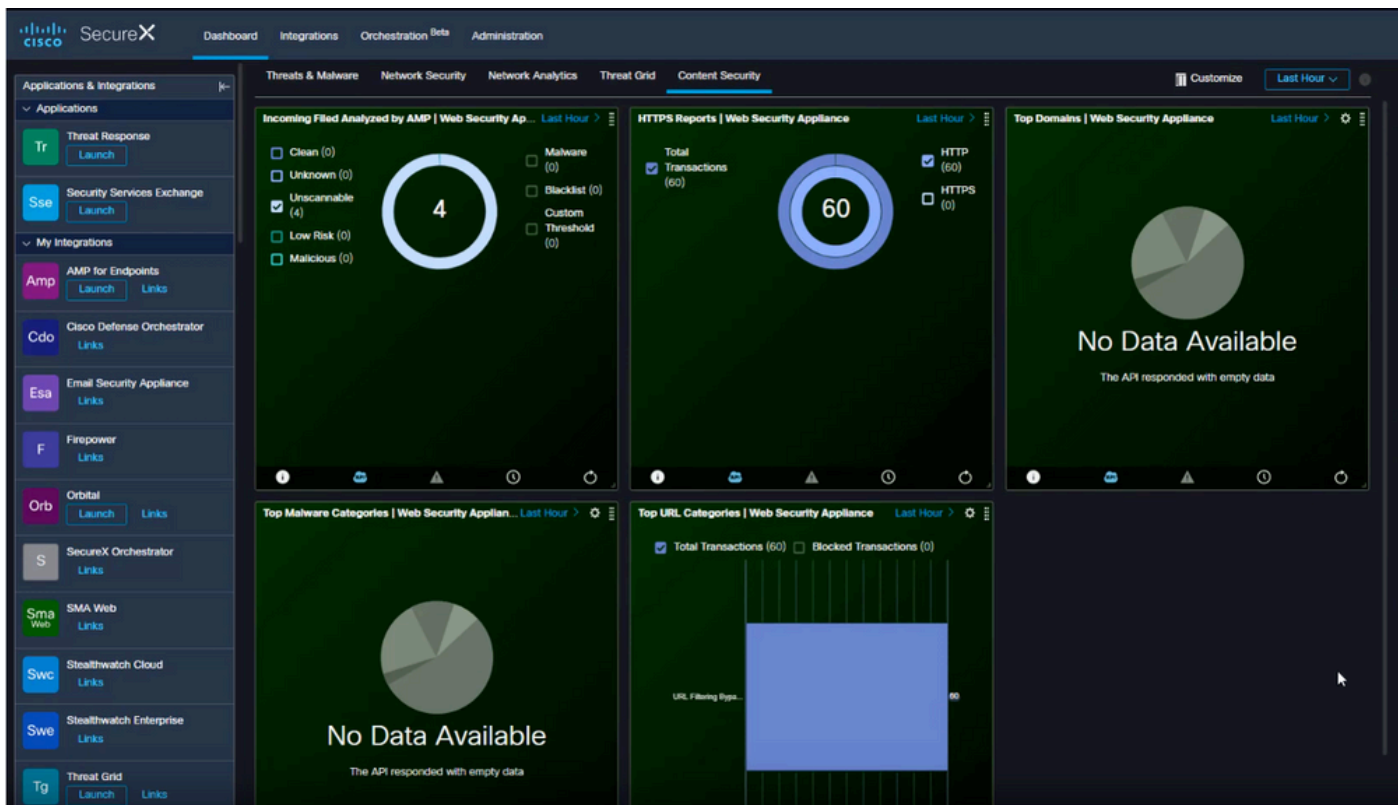 CISCO
SecureX
Dashboard
Integrations
Orchestration Beta
Administration
Applications & Integrations
Applications
Tr
Threat Response
Launch
Sse
Security Services Exchange
Launch
My Integrations
Amp
AMP for Endpoints
Launch Links
Cdo
Cisco Defense Orchestrator
Links
Esa
Email Security Appliance
Links
F
Firepower
Links
Orb
Orbital
Launch Links
S
SecureX Orchestrator
Links
Sma
Web
SMA Web
Links
Swc
Stealthwatch Cloud
Links
Swe
Stealthwatch Enterprise
Links
Tg
Threat Grid
Launch Links
Threats & Malware
Network Security
Network Analytics
Threat Grid
Content Security
Customize
Last Hour
Incoming Filed Analyzed by AMP | Web Security Ap... Last Hour
Clean (0)
Unknown (0)
Unscannable
(4)
Low Risk (0)
Malicious (0)
4
Malware
(0)
Blacklist (0)
Custom
Threshold
(0)
HTTPS Reports | Web Security Appliance Last Hour
Total
Transactions
(60)
60
HTTP
(60)
HTTPS
(0)
Top Domains | Web Security Appliance Last Hour
No Data Available
The API responded with empty data
Top Malware Categories | Web Security Applian... Last Hour
No Data Available
The API responded with empty data
Top URL Categories | Web Security Appliance Last Hour
Total Transactions (60) Blocked Transactions (0)
URL Filtering Bypa...
60